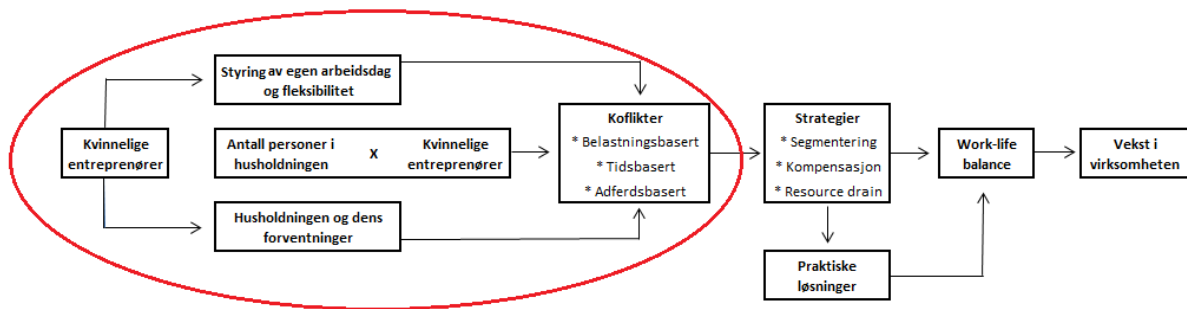 Kvinnelige
entreprenører
Styring av egen arbeidsdag
og fleksibilitet
Antall personer i
husholdningen
X
Kvinnelige
entreprenører
Husholdningen og dens
forventninger
Koflikter
* Belastningsbasert
* Tidsbasert
* Adferdsbasert
Strategier
* Segmentering
* Kompensasjon
* Resource drain
Praktiske
løsninger
Work-life
balance
Vekst i
virksomheten